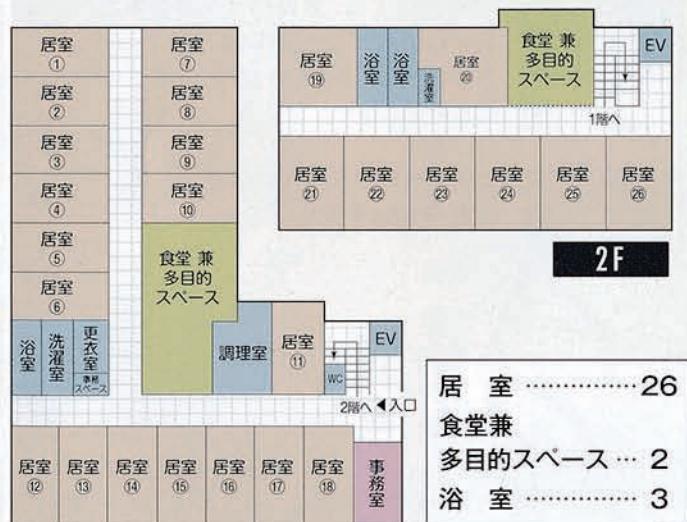 居室
①
居室
②
居室
③
居室
④
居室
⑤
居室
⑥
浴室
洗濯室
更衣室
事務
スペース
居室
⑦
居室
⑧
居室
⑨
居室
⑩
食堂 兼
多目的
スペース
調理室
居室
⑪
WC
EV
2階へ ◀入口
居室
⑫
居室
⑬
居室
⑭
居室
⑮
居室
⑯
居室
⑰
居室
⑱
事務室
居室
⑲
浴室
浴室
洗濯室
居室
⑳
食堂 兼
多目的
スペース
EV
1階へ
居室
㉑
居室
㉒
居室
㉓
居室
㉔
居室
㉕
居室
㉖
2F
居 室 ……………26
食堂兼
多目的スペース … 2
浴 室 …………… 3